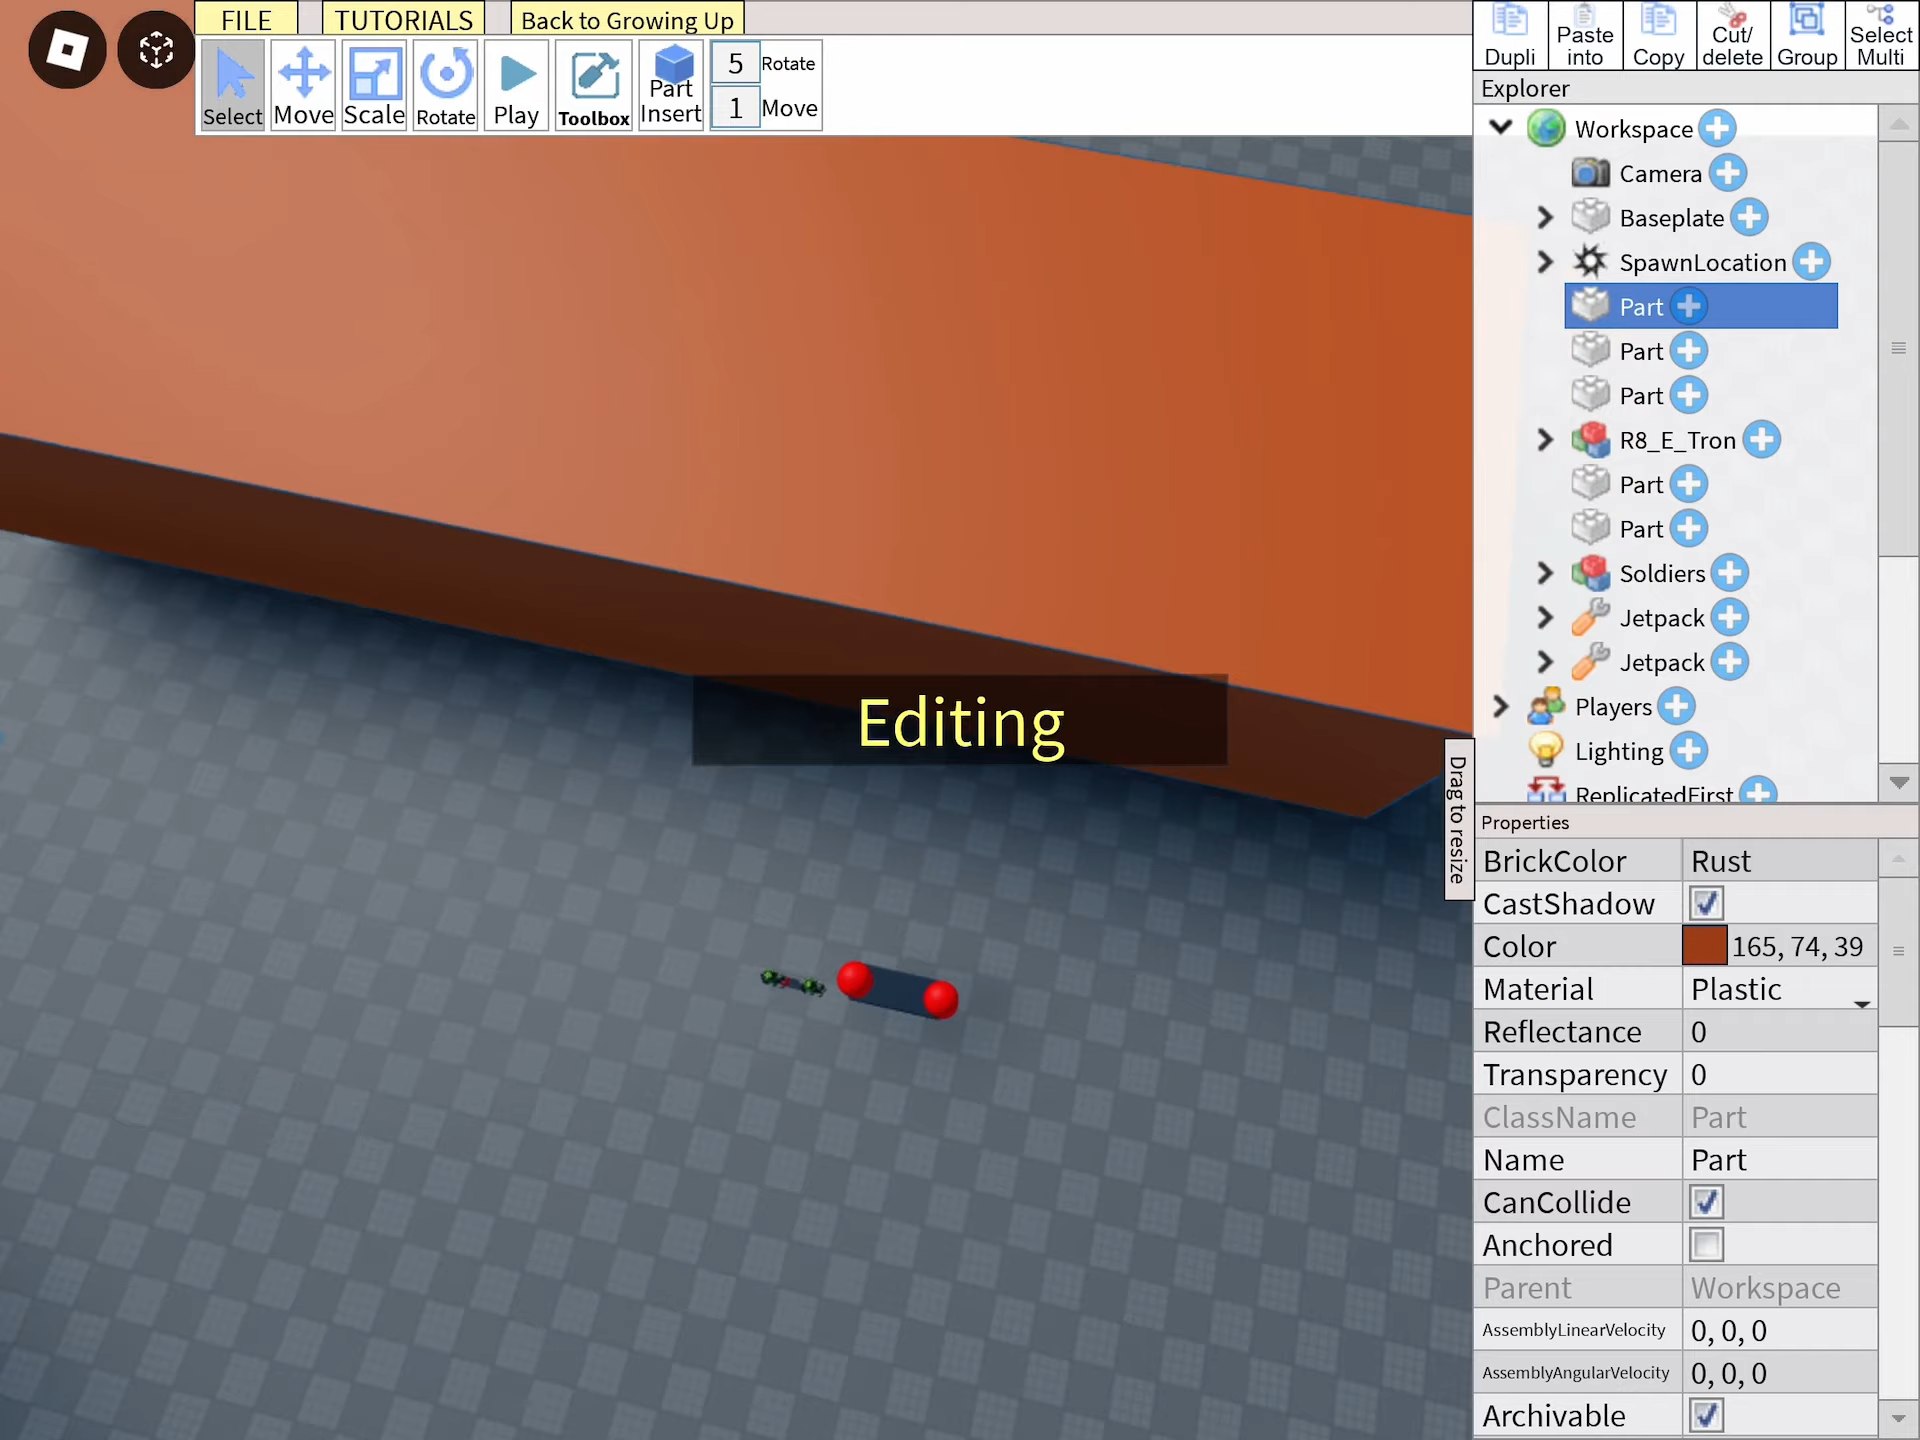 FILE
TUTORIALS
Back to Growing Up
Select
Move
Scale
Rotate
Play
Toolbox
Part
Insert
5 Rotate
1 Move
Dupli
Paste
into
Copy
Cut/
delete
Group
Select
Multi
Explorer
Workspace
Camera
Baseplate
SpawnLocation
Part
Part
Part
R8_E_Tron
Part
Part
Soldiers
Jetpack
Jetpack
Players
Lighting
ReplicatedFirst
Editing
Drag to resize
Properties
BrickColor Rust
CastShadow
Color 165, 74, 39
Material Plastic
Reflectance 0
Transparency 0
ClassName Part
Name Part
CanCollide
Anchored
Parent Workspace
AssemblyLinearVelocity 0, 0, 0
AssemblyAngularVelocity 0, 0, 0
Archivable